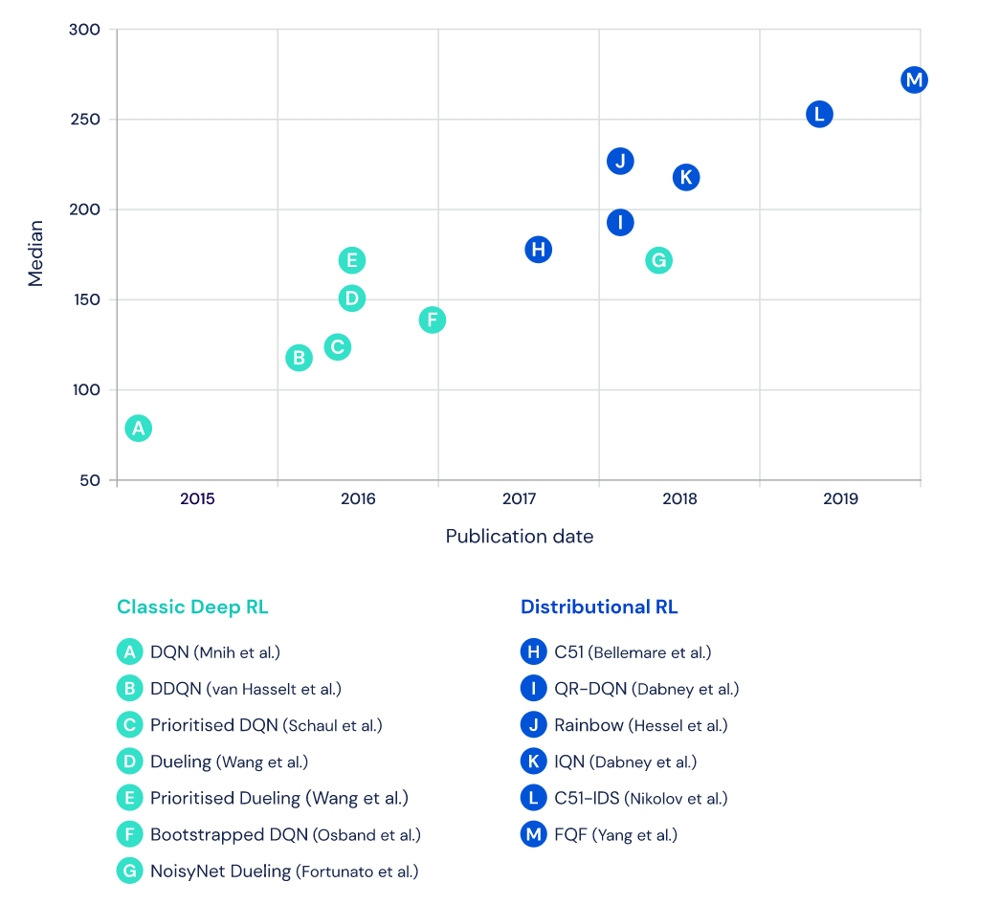 300
M
250
L
J
K
200
I
Median
H
E
G
150
D
F
C
B
100
A
50
2015 2016 2017 2018 2019
Publication date
Classic Deep RL
A DQN (Mnih et al.)
B DDQN (van Hasselt et al.)
C Prioritised DQN (Schaul et al.)
D Dueling (Wang et al.)
E Prioritised Dueling (Wang et al.)
F Bootstrapped DQN (Osband et al.)
G NoisyNet Dueling (Fortunato et al.)
Distributional RL
H C51 (Bellemare et al.)
I QR-DQN (Dabney et al.)
J Rainbow (Hessel et al.)
K IQN (Dabney et al.)
L C51-IDS (Nikolov et al.)
M FQF (Yang et al.)